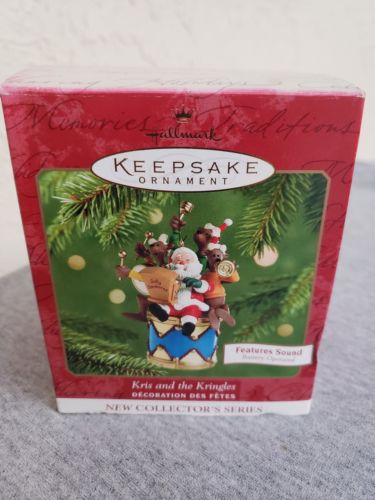 Memories Traditions
Hallmark
KEEPSAKE
ORNAMENT
Features Sound
Battery-Operated
Kris and the Kringles
DÉCORATION DES FÊTES
NEW COLLECTOR'S SERIES